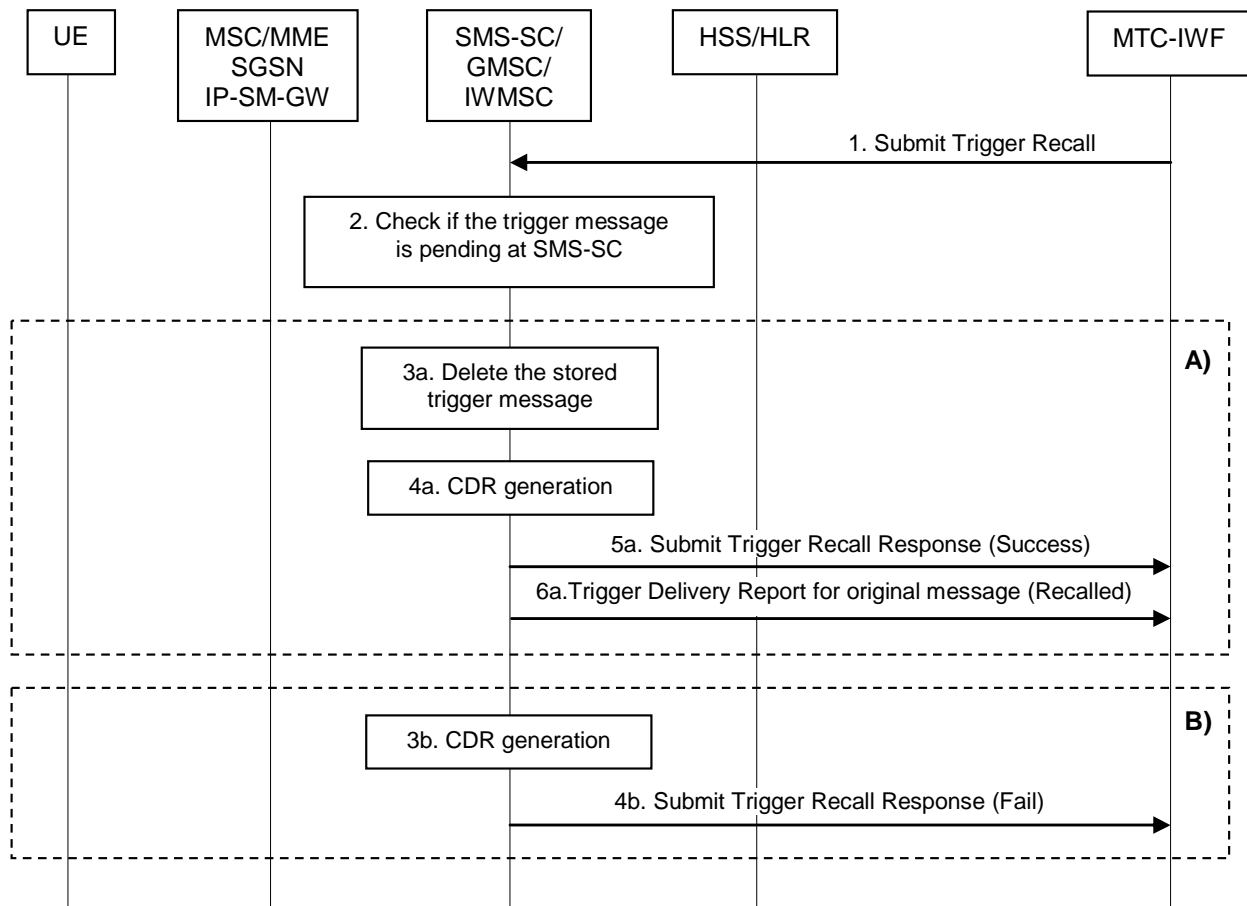 UE
MSC/MME
SGSN
IP-SM-GW
SMS-SC/
GMSC/
IWMSC
HSS/HLR
MTC-IWF
1. Submit Trigger Recall
2. Check if the trigger message
is pending at SMS-SC
A)
3a. Delete the stored
trigger message
4a. CDR generation
5a. Submit Trigger Recall Response (Success)
6a.Trigger Delivery Report for original message (Recalled)
B)
3b. CDR generation
4b. Submit Trigger Recall Response (Fail)